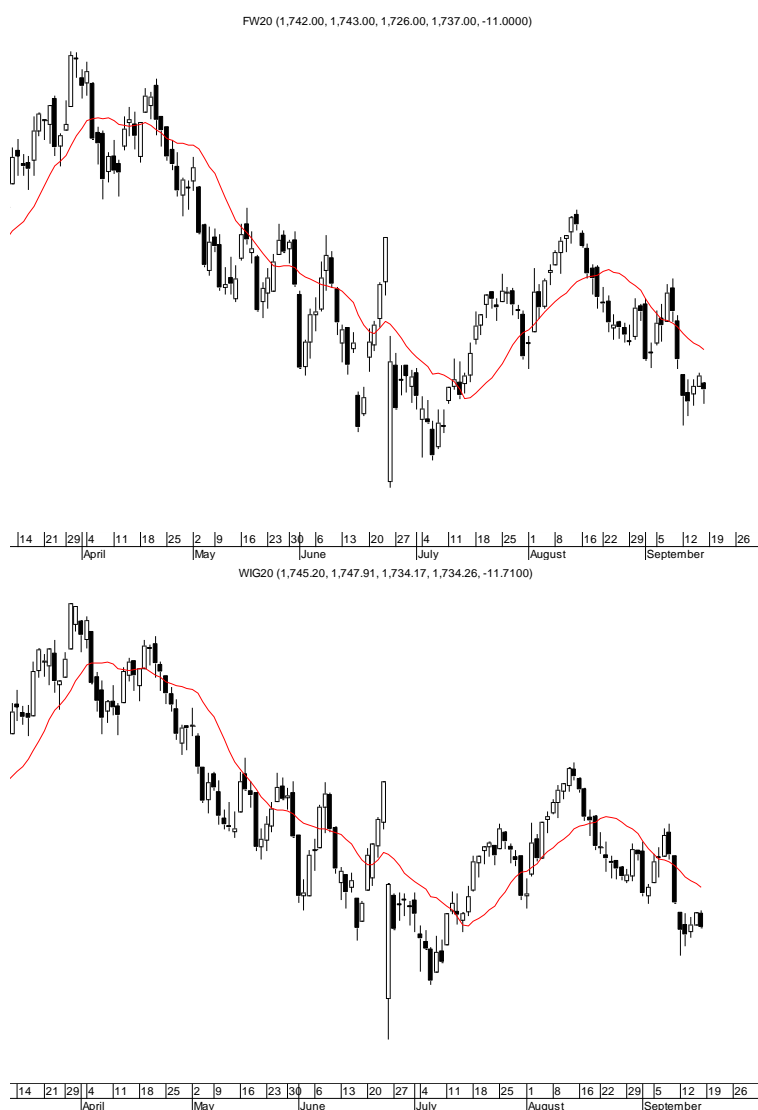 FW20 (1,742.00, 1,743.00, 1,726.00, 1,737.00, -11.0000)
14 21 29 4 11 18 25 2 9 16 23 30 6 13 20 27 4 11 18 25 1 8 16 22 29 5 12 19 26
April May June July August September
WIG20 (1,745.20, 1,747.91, 1,734.17, 1,734.26, -11.7100)
14 21 29 4 11 18 25 2 9 16 23 30 6 13 20 27 4 11 18 25 1 8 16 22 29 5 12 19 26
April May June July August September